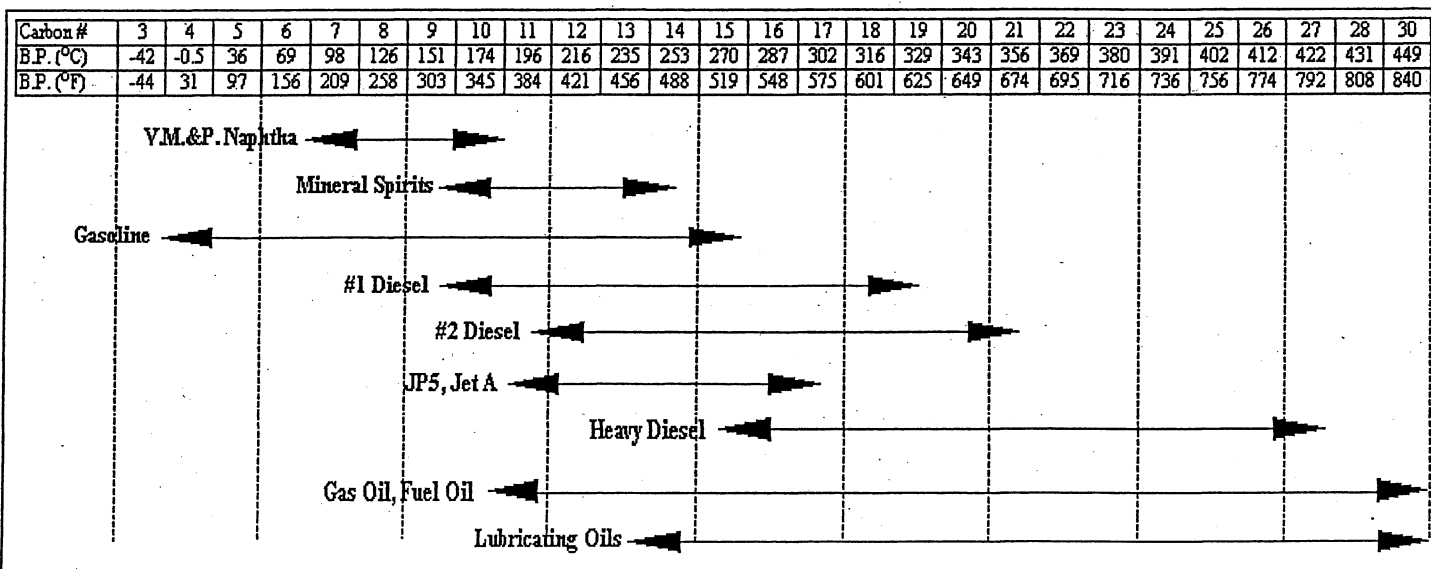 Carbon # 3 4 5 6 7 8 9 10 11 12 13 14 15 16 17 18 19 20 21 22 23 24 25 26 27 28 30
B.P. (ºC) -42 -0.5 36 69 98 126 151 174 196 216 235 253 270 287 302 316 329 343 356 369 380 391 402 412 422 431 449
B.P. (ºF) -44 31 97 156 209 258 303 345 384 421 456 488 519 548 575 601 625 649 674 695 716 736 756 774 792 808 840
V.M.&P. Naphtha
Mineral Spirits
Gasoline
#1 Diesel
#2 Diesel
JP5, Jet A
Heavy Diesel
Gas Oil, Fuel Oil
Lubricating Oils